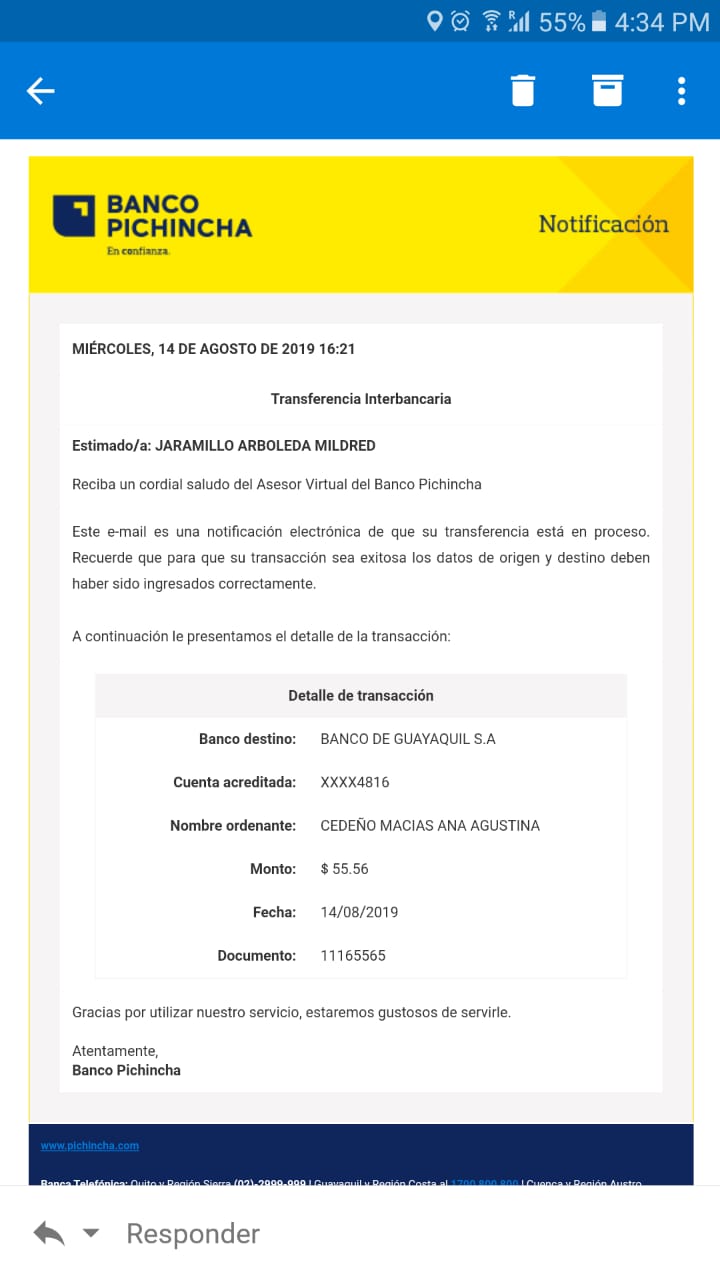 R 55% 4:34 PM
BANCO
PICHINCHA
En confianza.
Notificación
MIÉRCOLES, 14 DE AGOSTO DE 2019 16:21
Transferencia Interbancaria
Estimado/a: JARAMILLO ARBOLEDA MILDRED
Reciba un cordial saludo del Asesor Virtual del Banco Pichincha
Este e-mail es una notificación electrónica de que su transferencia está en proceso.
Recuerde que para que su transacción sea exitosa los datos de origen y destino deben
haber sido ingresados correctamente.
A continuación le presentamos el detalle de la transacción:
Detalle de transacción
Banco destino: BANCO DE GUAYAQUIL S.A
Cuenta acreditada: XXXX4816
Nombre ordenante: CEDEÑO MACIAS ANA AGUSTINA
Monto: $ 55.56
Fecha: 14/08/2019
Documento: 11165565
Gracias por utilizar nuestro servicio, estaremos gustosos de servirle.
Atentamente,
Banco Pichincha
www.pichincha.com
Banca Telefónica: Quito y Región Sierra (02)-2999-999 | Guayaquil y Región Costa al 1700 800 800 | Cuenca y Región Austro
Responder